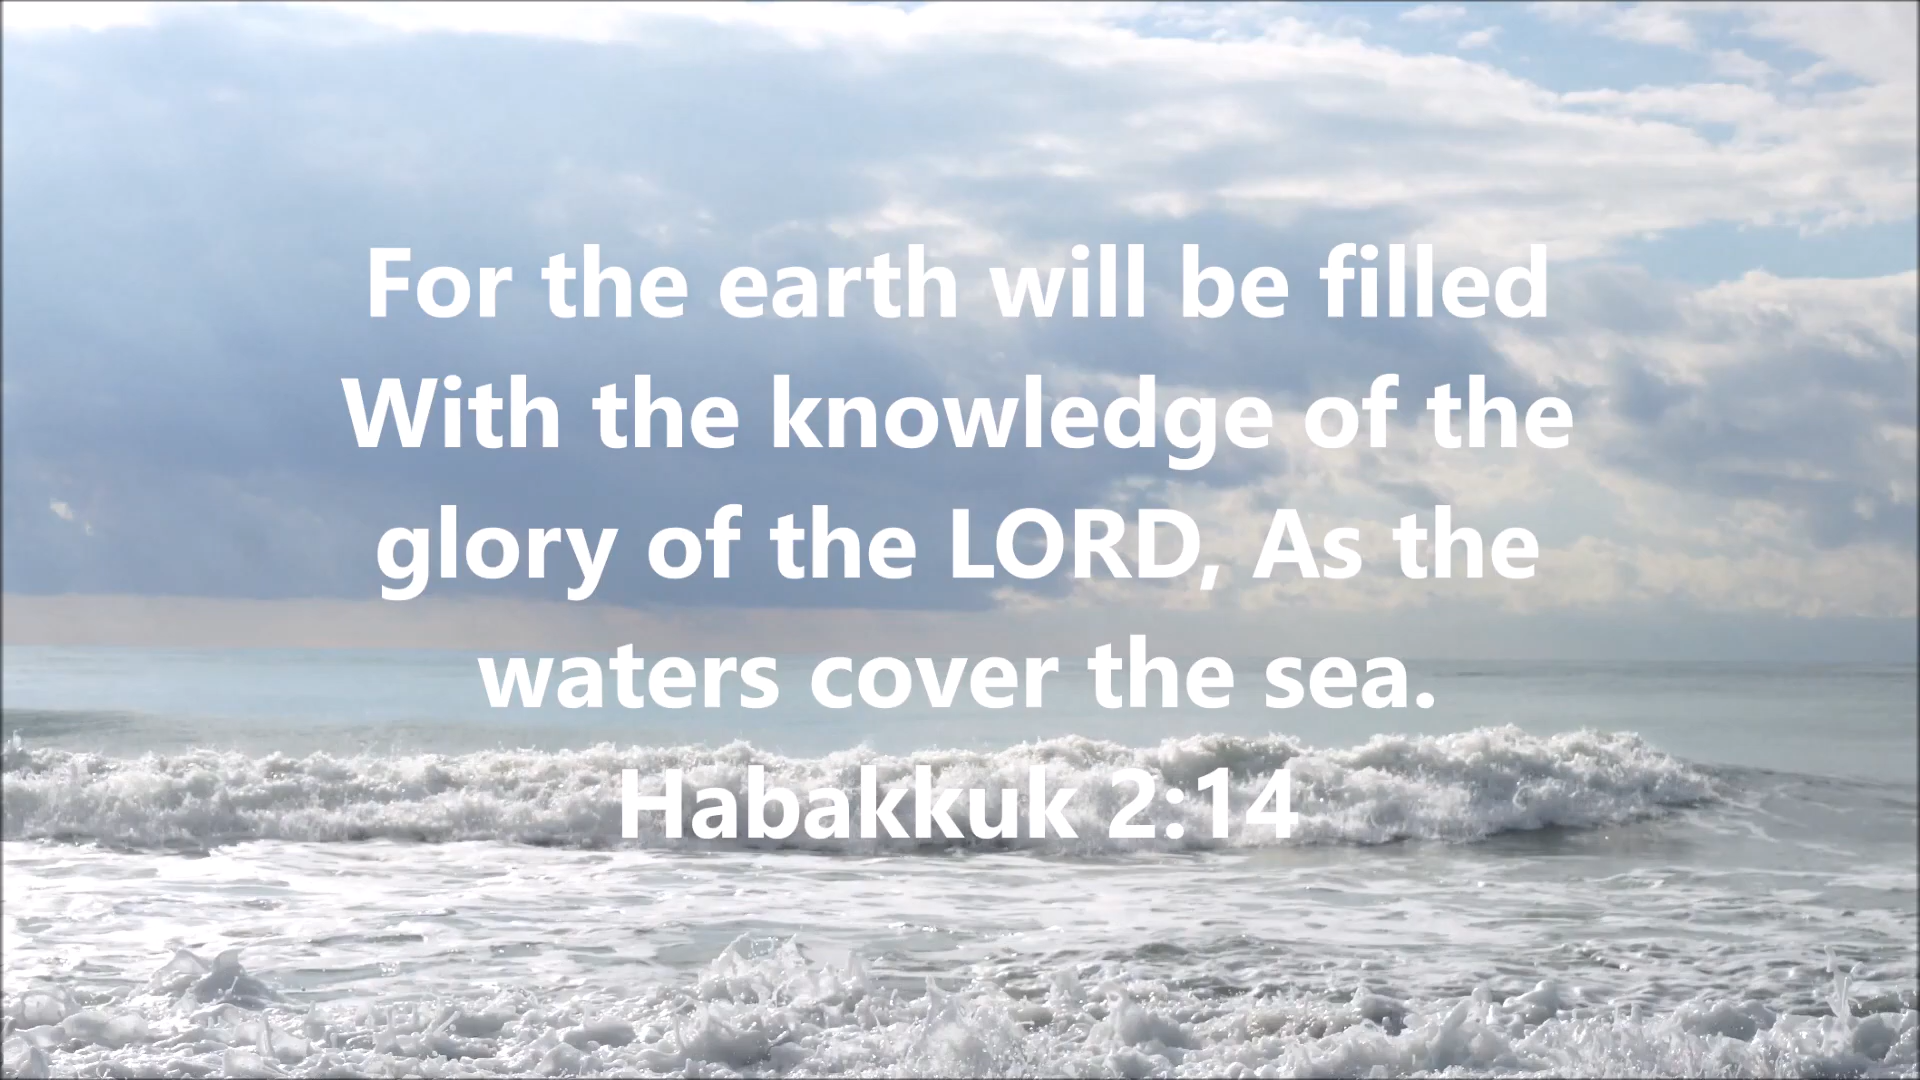 For the earth will be filled
With the knowledge of the
glory of the LORD, As the
waters cover the sea.
Habakkuk 2:14